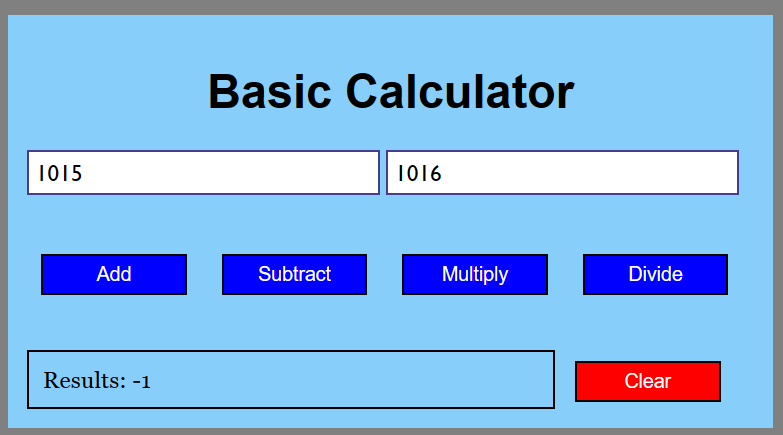 Basic Calculator
1015 1016
Add Subtract Multiply Divide
Results: -1 Clear